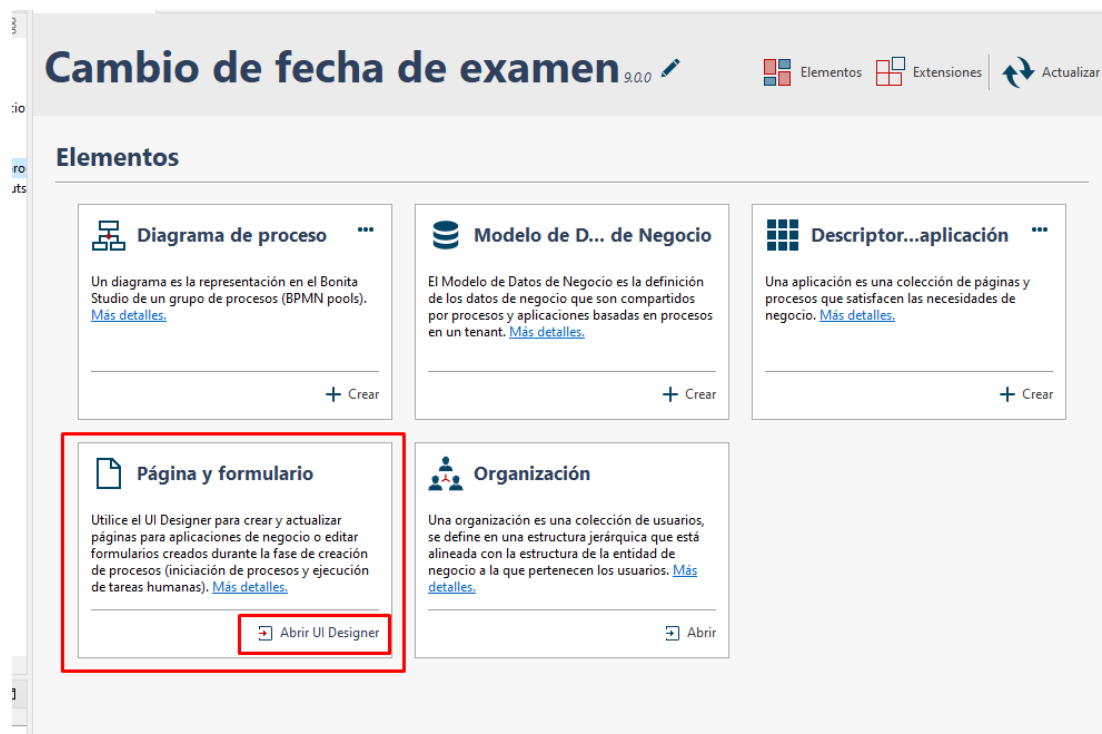 cio
ro
uts
Cambio de fecha de examen 9.0.0
Elementos
Extensiones
Actualizar
Elementos
Diagrama de proceso
Un diagrama es la representación en el Bonita
Studio de un grupo de procesos (BPMN pools).
Más detalles.
Crear
Modelo de D... de Negocio
El Modelo de Datos de Negocio es la definición
de los datos de negocio que son compartidos
por procesos y aplicaciones basadas en procesos
en un tenant. Más detalles.
Crear
Descriptor...aplicación
Una aplicación es una colección de páginas y
procesos que satisfacen las necesidades de
negocio. Más detalles.
Crear
Página y formulario
Utilice el UI Designer para crear y actualizar
páginas para aplicaciones de negocio o editar
formularios creados durante la fase de creación
de procesos (iniciación de procesos y ejecución
de tareas humanas). Más detalles.
Abrir UI Designer
Organización
Una organización es una colección de usuarios,
se define en una estructura jerárquica que está
alineada con la estructura de la entidad de
negocio a la que pertenecen los usuarios. Más
detalles.
Abrir